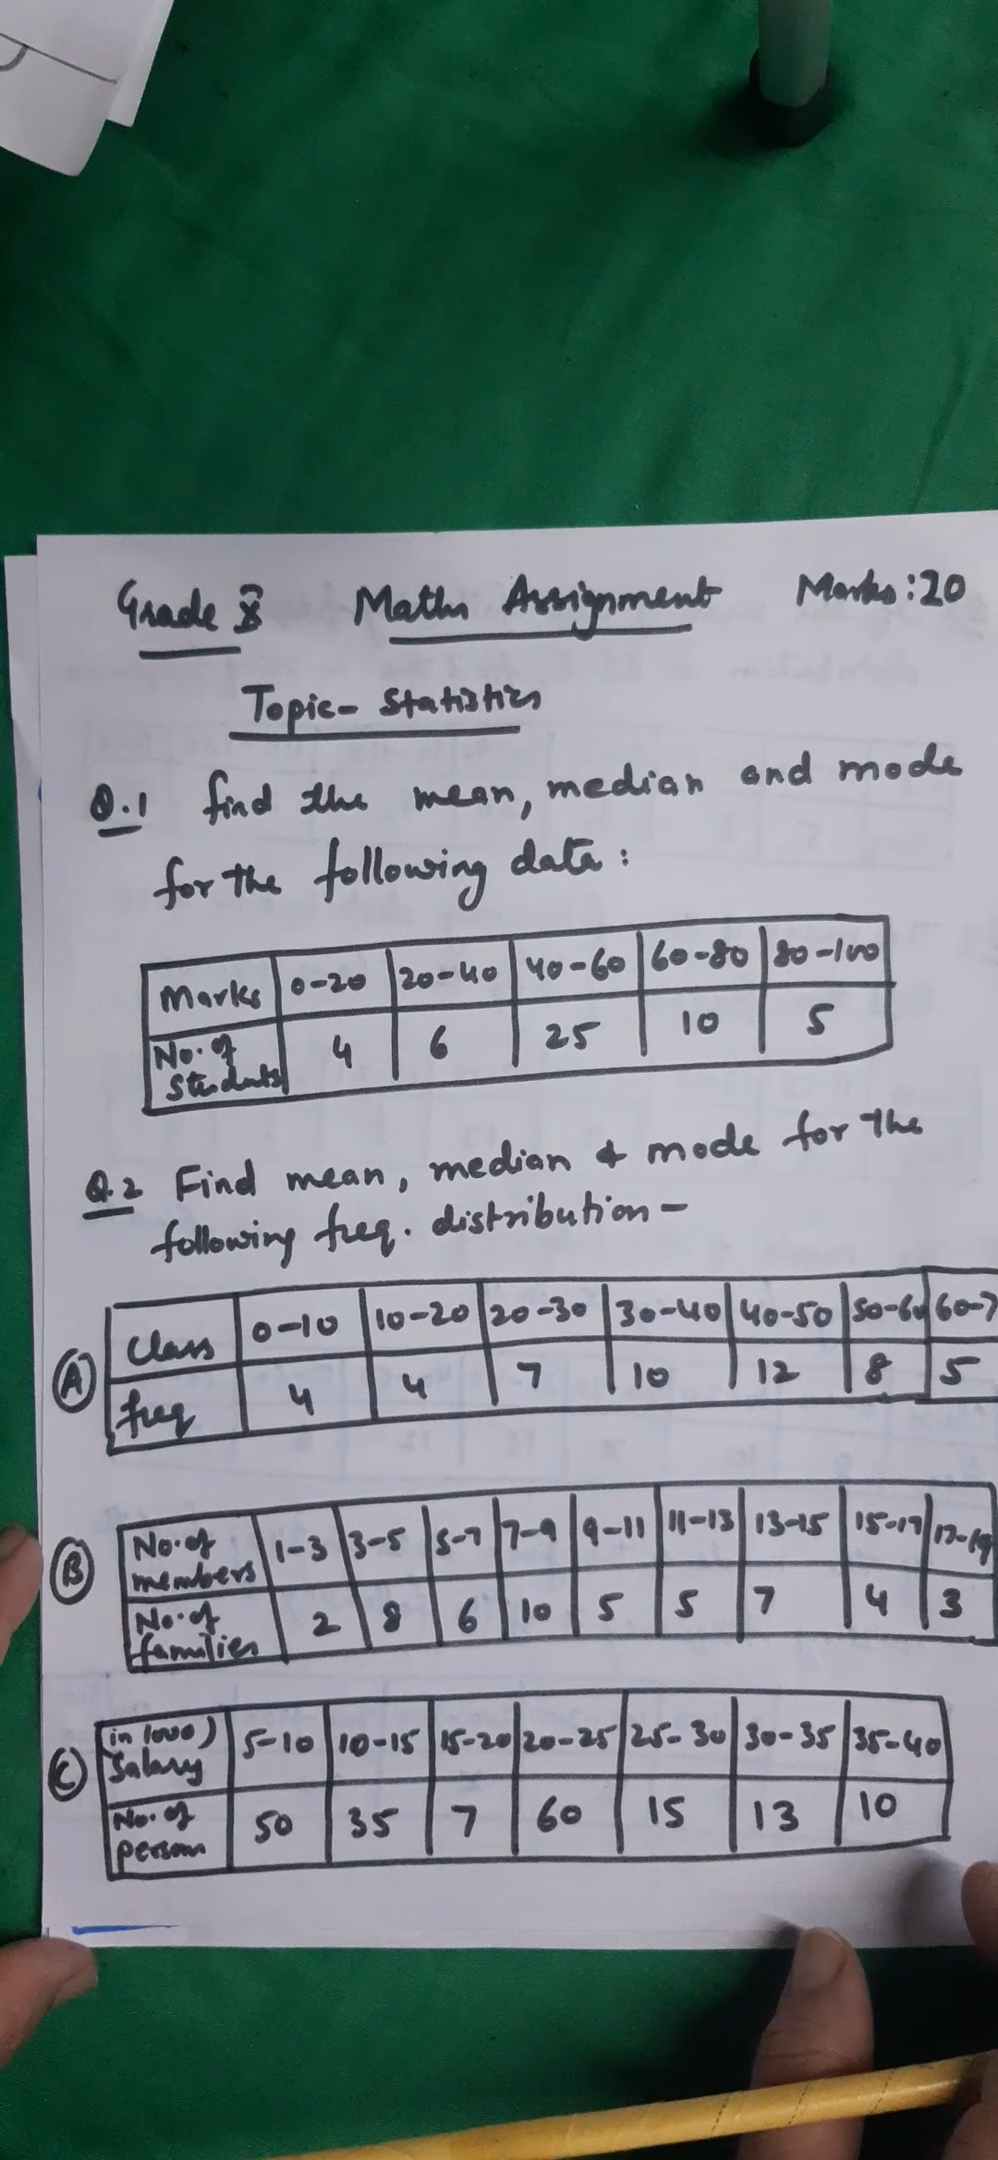 Grade X Maths Assignment Marks:20
Topic- Statistics
Q.1 find the mean, median and mode
for the following data:
Marks 0-20 20-40 40-60 60-80 80-100
No. of Students 4 6 25 10 5
Q.2 Find mean, median & mode for the
following freq. distribution-
(A) Class 0-10 10-20 20-30 30-40 40-50 50-60 60-7
freq 4 4 7 10 12 8 5
(B) No. of members 1-3 3-5 5-7 7-9 9-11 11-13 13-15 15-17 17-19
No. of families 2 8 6 10 5 5 7 4 3
(C) (in 1000) Salary 5-10 10-15 15-20 20-25 25-30 30-35 35-40
No. of person 50 35 7 60 15 13 10